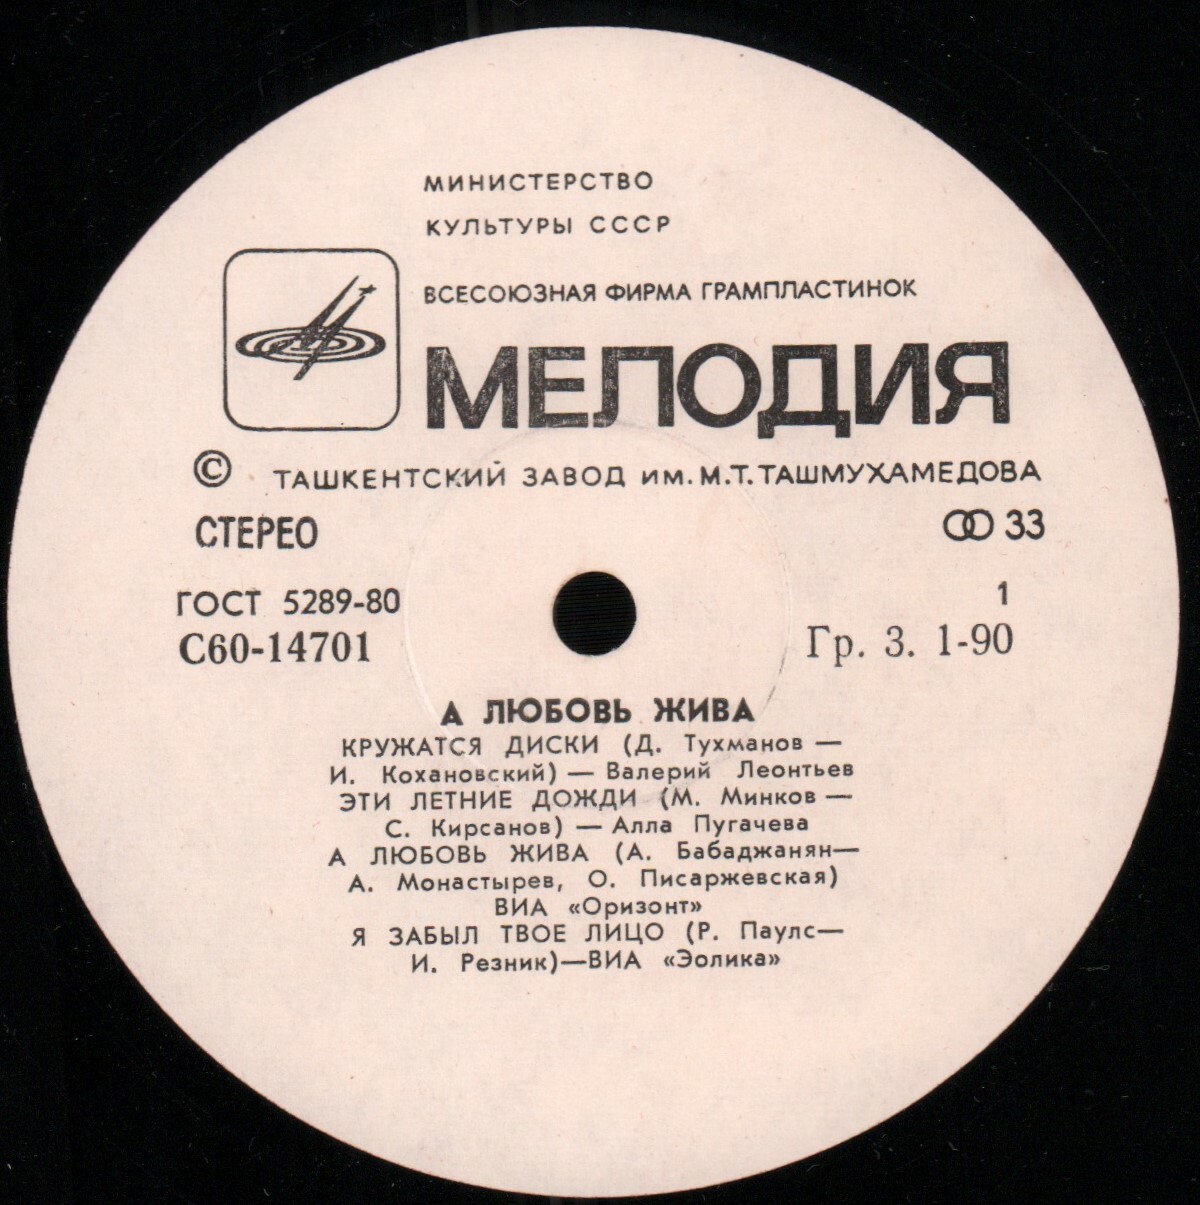 МИНИСТЕРСТВО
КУЛЬТУРЫ СССР
ВСЕСОЮЗНАЯ ФИРМА ГРАМПЛАСТИНОК
МЕЛОДИЯ
© ТАШКЕНТСКИЙ ЗАВОД ИМ. М.Т. ТАШМУХАМЕДОВА
СТЕРЕО 33
ГОСТ 5289-80 1
С60-14701 Гр. 3. 1-90
А ЛЮБОВЬ ЖИВА
КРУЖАТСЯ ДИСКИ (Д. Тухманов —
И. Кохановский) — Валерий Леонтьев
ЭТИ ЛЕТНИЕ ДОЖДИ (М. Минков —
С. Кирсанов) — Алла Пугачева
А ЛЮБОВЬ ЖИВА (А. Бабаджанян—
А. Монастырев, О. Писаржевская)
ВИА «Оризонт»
Я ЗАБЫЛ ТВОЕ ЛИЦО (Р. Паулс—
И. Резник)—ВИА «Эолика»